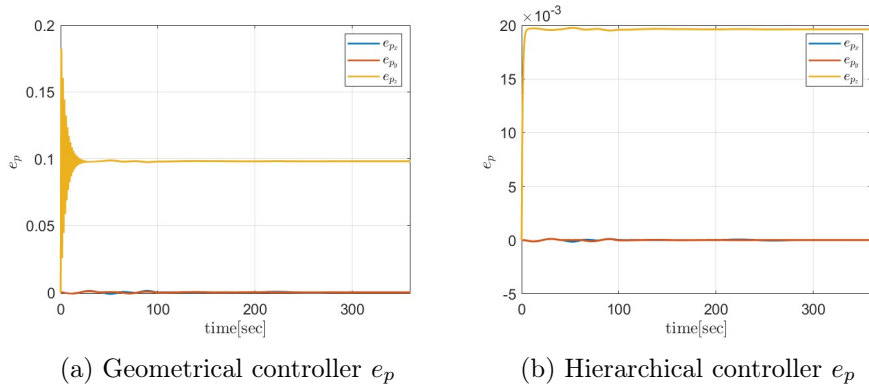 0.2
0.15
0.1
0.05
0
e_p
0 100 200 300
time[sec]
e_{p_x}
e_{p_y}
e_{p_z}
(a) Geometrical controller e_p
×10^{-3}
20
15
10
5
0
-5
e_p
0 100 200 300
time[sec]
e_{p_x}
e_{p_y}
e_{p_z}
(b) Hierarchical controller e_p